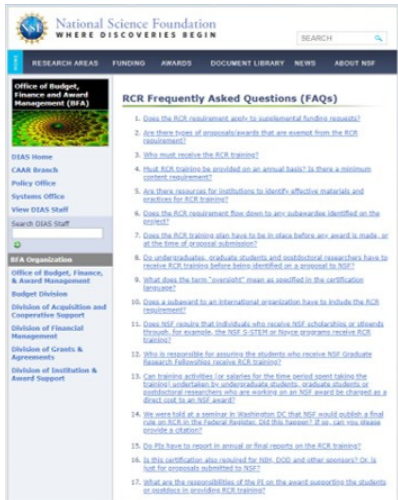 National Science Foundation
WHERE DISCOVERIES BEGIN
SEARCH
HOME
RESEARCH AREAS FUNDING AWARDS DOCUMENT LIBRARY NEWS ABOUT NSF
Office of Budget,
Finance and Award
Management (BFA)
DIAS Home
CAAR Branch
Policy Office
Systems Office
View DIAS Staff
Search DIAS Staff
BFA Organization
Office of Budget, Finance,
& Award Management
Budget Division
Division of Acquisition and
Cooperative Support
Division of Financial
Management
Division of Grants &
Agreements
Division of Institution &
Award Support
RCR Frequently Asked Questions (FAQs)
1. Does the RCR requirement apply to supplemental funding requests?
2. Are there types of proposals/awards that are exempt from the RCR
requirement?
3. Who must receive the RCR training?
4. Must RCR training be provided on an annual basis? Is there a minimum
content requirement?
5. Are there resources for institutions to identify effective materials and
practices for RCR training?
6. Does the RCR requirement flow down to any subawardee identified on the
project?
7. Does the RCR training plan have to be in place before any award is made, or
at the time of proposal submission?
8. Do undergraduates, graduate students and postdoctoral researchers have to
receive RCR training before being identified on a proposal to NSF?
9. What does the term "oversight" mean as specified in the certification
language?
10. Does a subaward to an international organization have to include the RCR
requirement?
11. Does NSF require that individuals who receive NSF scholarships or stipends
through, for example, the NSF S-STEM or Noyce programs receive RCR
training?
12. Who is responsible for assuring the students who receive NSF Graduate
Research Fellowships receive RCR training?
13. Can training activities (or salaries for the time period spent taking the
training) undertaken by undergraduate students, graduate students or
postdoctoral researchers who are working on an NSF award be charged as a
direct cost to an NSF award?
14. We were told at a seminar in Washington DC that NSF would publish a final
rule on RCR in the Federal Register. Did this happen? If so, can you please
provide a citation?
15. Do PIs have to report in annual or final reports on the RCR training?
16. Is this certification also required for NIH, DOD and other sponsors? Or, is
just for proposals submitted to NSF?
17. What are the responsibilities of the PI on the award supporting the students
or postdocs in providing RCR training?